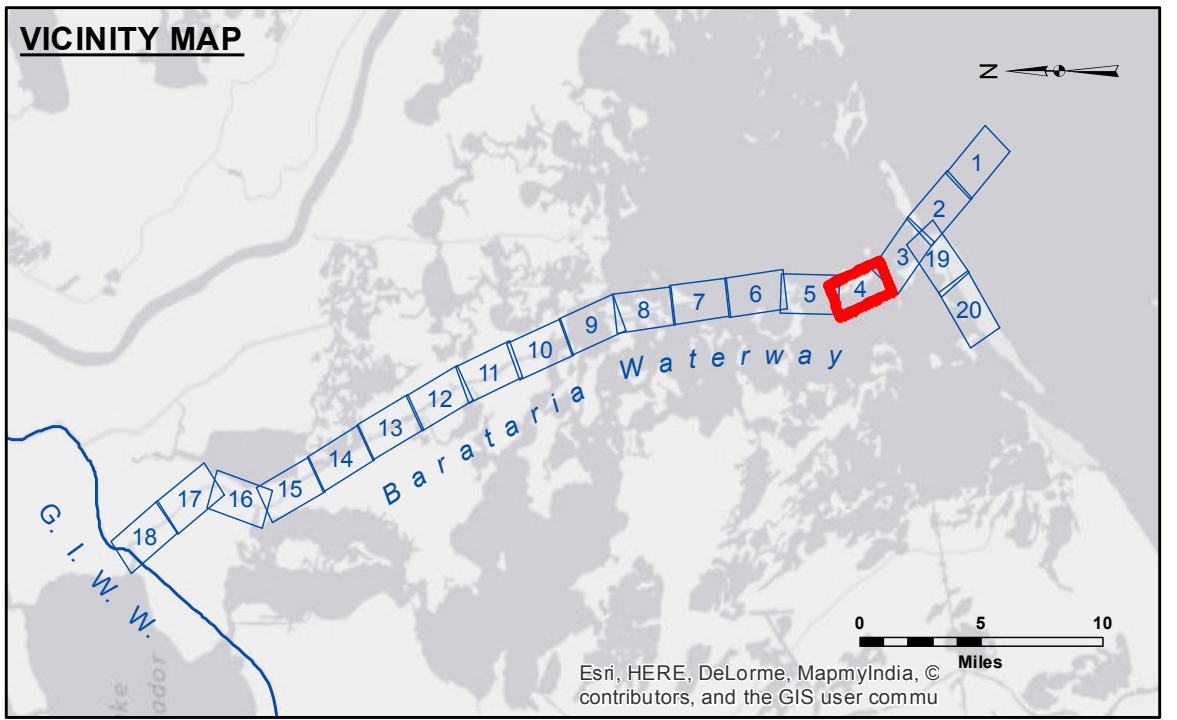 VICINITY MAP
N
1
2
3
19
4
5
20
6
7
8
9
10
11
12
13
14
15
16
17
18
Barataria Waterway
G. I. W. W.
0 5 10
Miles
Esri, HERE, DeLorme, MapmyIndia, ©
contributors, and the GIS user commu
ake
ador